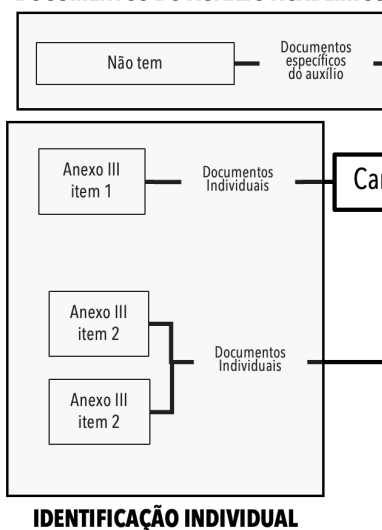 Não tem
Documentos
específicos
do auxílio
Anexo III
item 1
Documentos
Individuais
Anexo III
item 2
Documentos
Individuais
Anexo III
item 2
IDENTIFICAÇÃO INDIVIDUAL